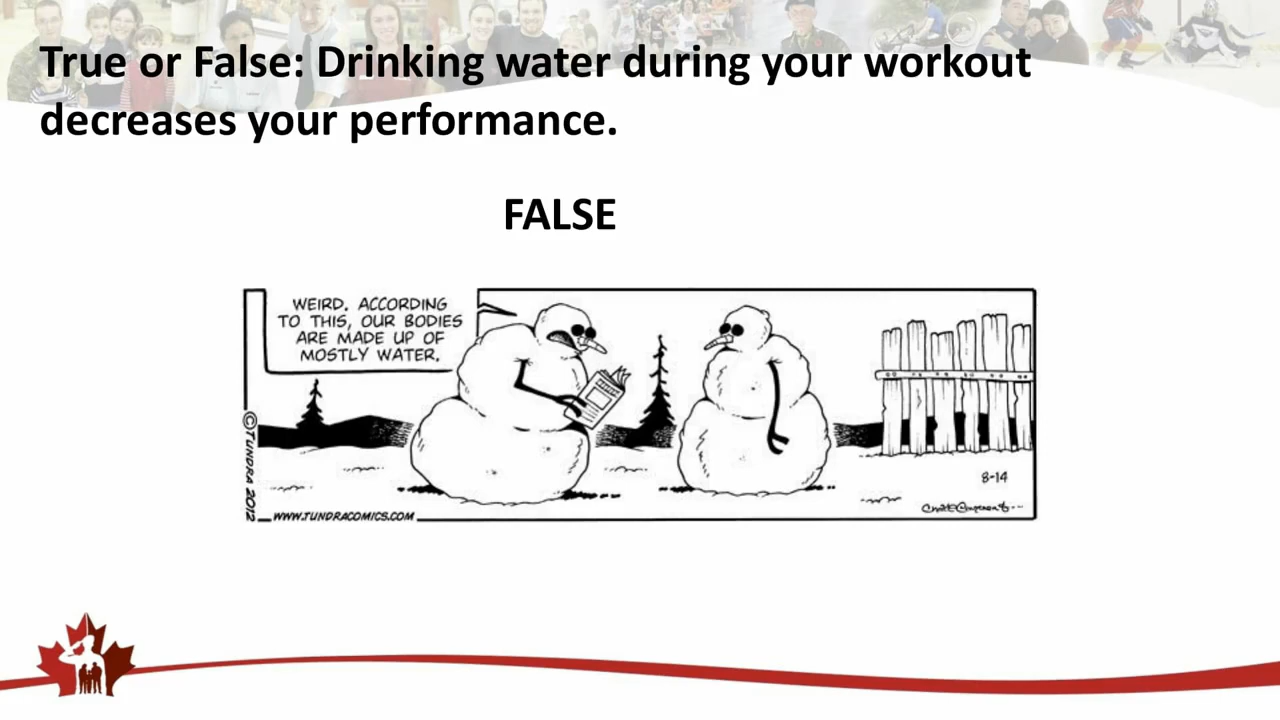 True or False: Drinking water during your workout
decreases your performance.
FALSE
WEIRD. ACCORDING
TO THIS, OUR BODIES
ARE MADE UP OF
MOSTLY WATER.
© TUNDRA 2012
WWW.TUNDRACOMICS.COM
8-14